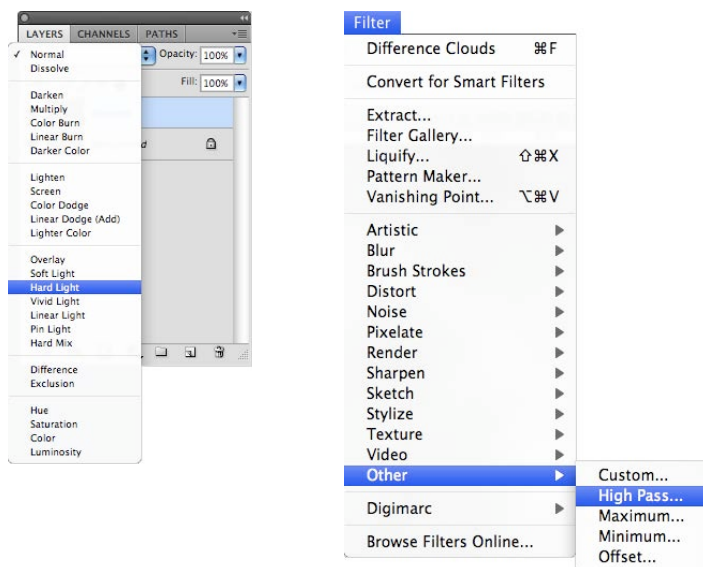 LAYERS CHANNELS PATHS
✓ Normal
Opacity: 100%
Dissolve
Fill: 100%
Darken
Multiply
Color Burn
Linear Burn
Darker Color
d
Lighten
Screen
Color Dodge
Linear Dodge (Add)
Lighter Color
Overlay
Soft Light
Hard Light
Vivid Light
Linear Light
Pin Light
Hard Mix
Difference
Exclusion
Hue
Saturation
Color
Luminosity
Filter
Difference Clouds ⌘F
Convert for Smart Filters
Extract...
Filter Gallery...
Liquify... ⇧⌘X
Pattern Maker...
Vanishing Point... ⌥⌘V
Artistic
Blur
Brush Strokes
Distort
Noise
Pixelate
Render
Sharpen
Sketch
Stylize
Texture
Video
Other
Digimarc
Browse Filters Online...
Custom...
High Pass...
Maximum...
Minimum...
Offset...